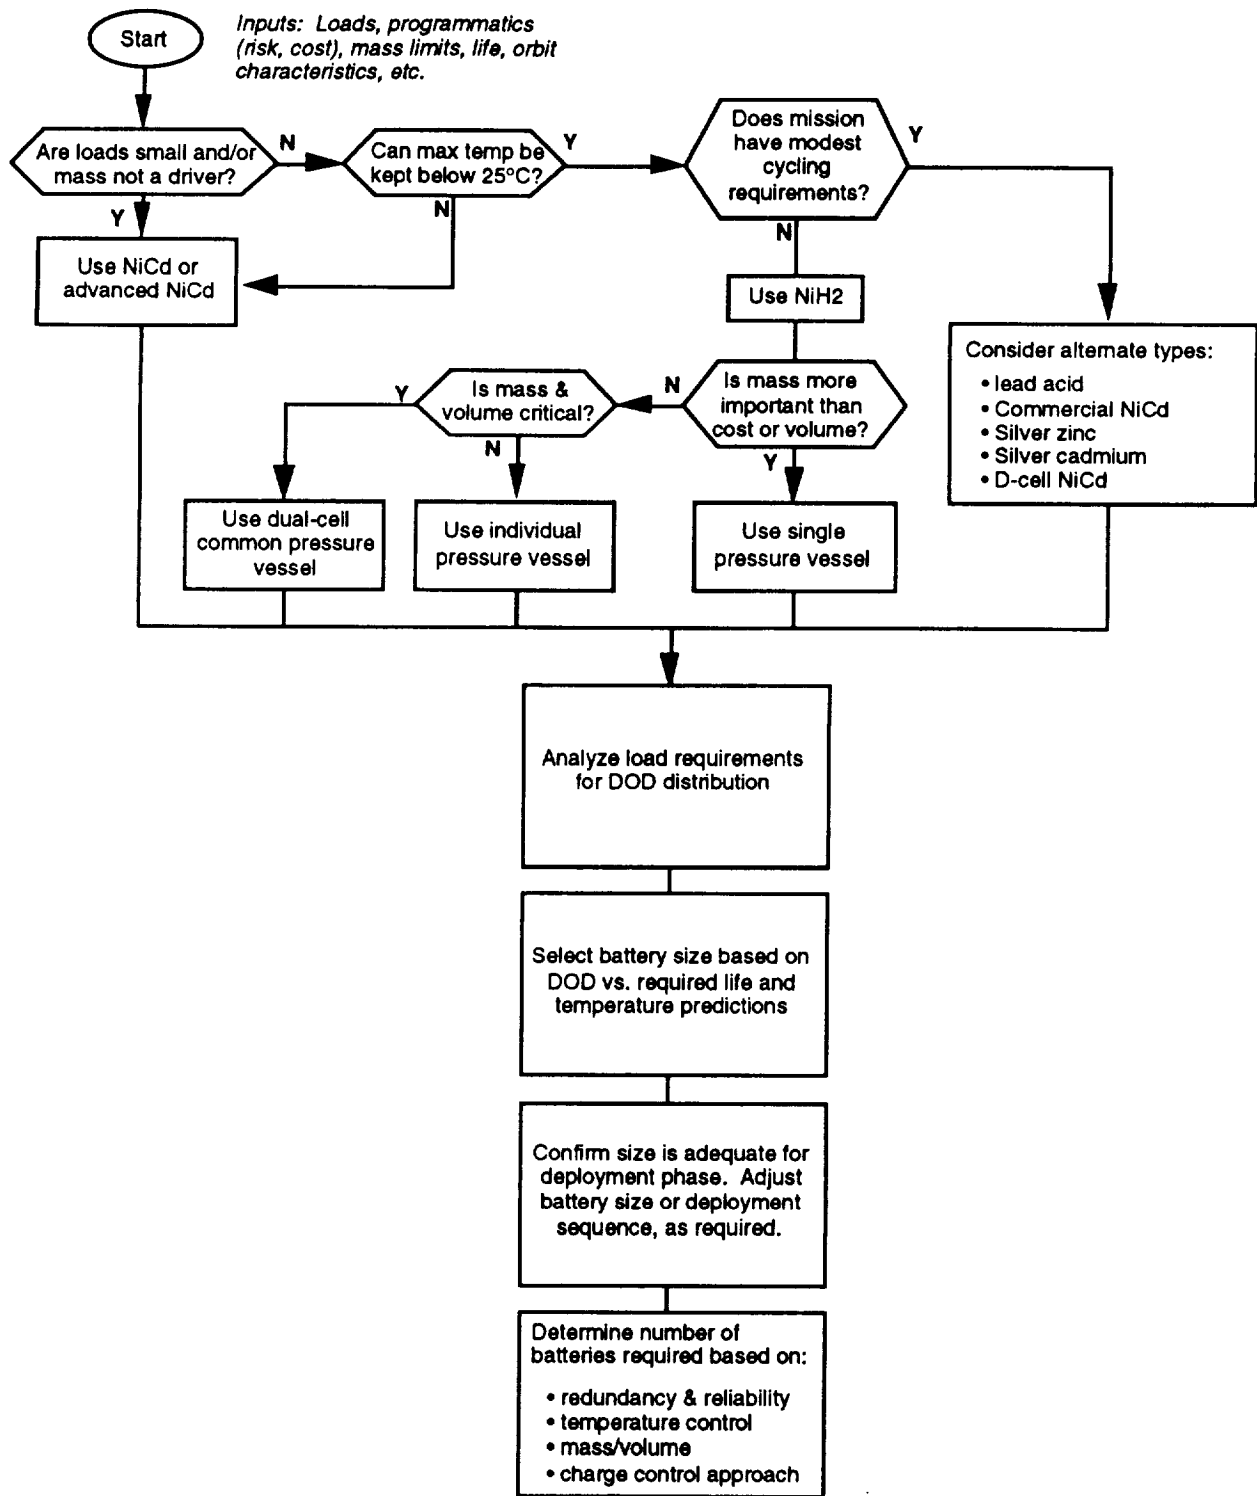 Start
Inputs: Loads, programmatics
(risk, cost), mass limits, life, orbit
characteristics, etc.
Are loads small and/or
mass not a driver?
N
Y
Can max temp be
kept below 25°C?
Y
N
Does mission
have modest
cycling
requirements?
Y
N
Use NiCd or
advanced NiCd
Use NiH2
Consider alternate types:
• lead acid
• Commercial NiCd
• Silver zinc
• Silver cadmium
• D-cell NiCd
Is mass more
important than
cost or volume?
N
Y
Is mass &
volume critical?
Y
N
Use dual-cell
common pressure
vessel
Use individual
pressure vessel
Use single
pressure vessel
Analyze load requirements
for DOD distribution
Select battery size based on
DOD vs. required life and
temperature predictions
Confirm size is adequate for
deployment phase. Adjust
battery size or deployment
sequence, as required.
Determine number of
batteries required based on:
• redundancy & reliability
• temperature control
• mass/volume
• charge control approach